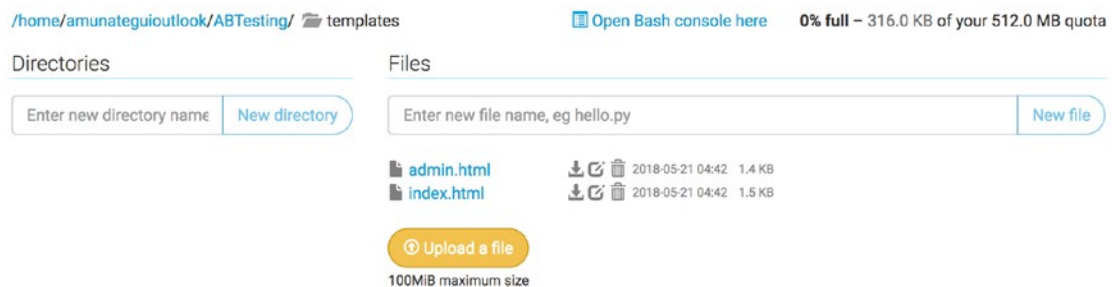 /home/amunateguioutlook/ABTesting/ templates
Open Bash console here
0% full – 316.0 KB of your 512.0 MB quota
Directories
Files
Enter new directory name
New directory
Enter new file name, eg hello.py
New file
admin.html 2018-05-21 04:42 1.4 KB
index.html 2018-05-21 04:42 1.5 KB
Upload a file
100MiB maximum size